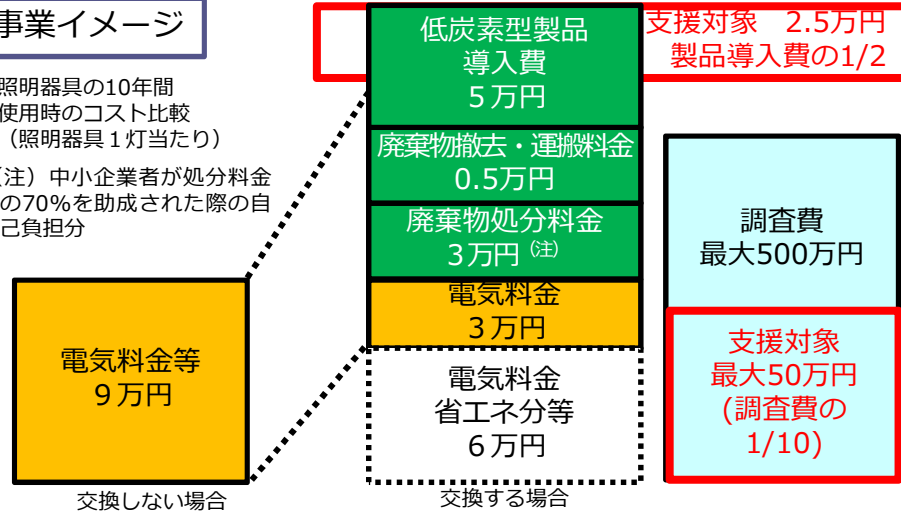 事業イメージ
照明器具の10年間
使用時のコスト比較
（照明器具１灯当たり）
（注）中小企業者が処分料金
の70%を助成された際の自
己負担分
低炭素型製品
導入費
５万円
支援対象　2.5万円
製品導入費の1/2
廃棄物撤去・運搬料金
0.5万円
廃棄物処分料金
３万円（注）
電気料金
３万円
電気料金
省エネ分等
６万円
電気料金等
９万円
調査費
最大500万円
支援対象
最大50万円
(調査費の
1/10)
交換しない場合
交換する場合